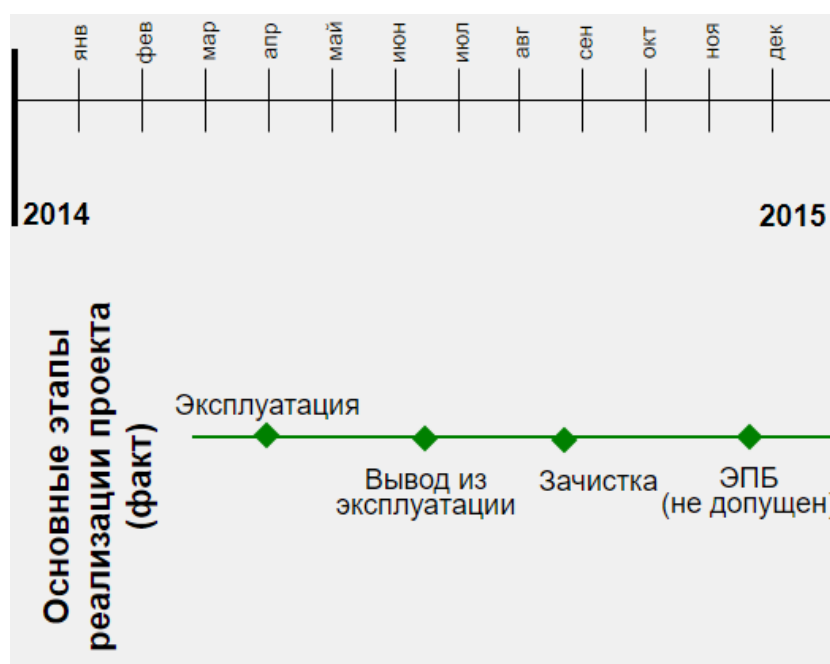 янв
фев
мар
апр
май
июн
июл
авг
сен
окт
ноя
дек
2014
2015
Основные этапы
реализации проекта
(факт)
Эксплуатация
Вывод из
эксплуатации
Зачистка
ЭПБ
(не допущен)